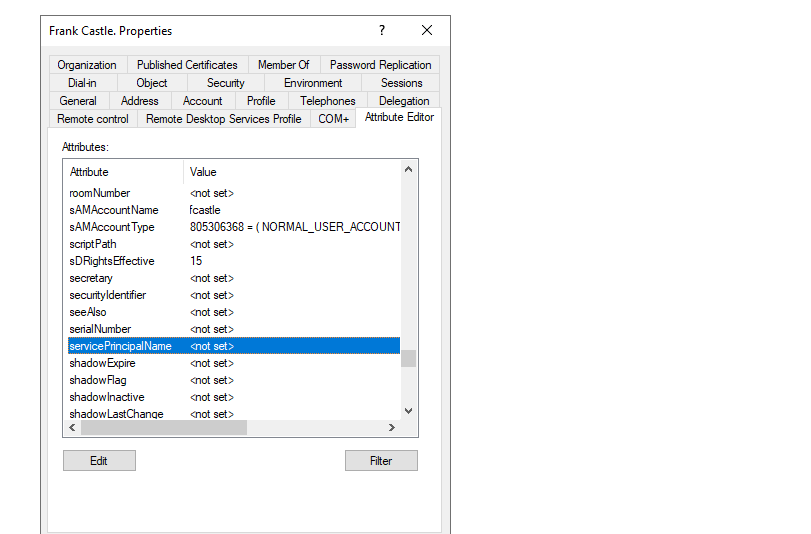 Frank Castle. Properties
?
Organization Published Certificates Member Of Password Replication
Dial-in Object Security Environment Sessions
General Address Account Profile Telephones Delegation
Remote control Remote Desktop Services Profile COM+ Attribute Editor
Attributes:
Attribute Value
roomNumber <not set>
sAMAccountName fcastle
sAMAccountType 805306368 = ( NORMAL_USER_ACCOUNT
scriptPath <not set>
sDRightsEffective 15
secretary <not set>
securityIdentifier <not set>
seeAlso <not set>
serialNumber <not set>
servicePrincipalName <not set>
shadowExpire <not set>
shadowFlag <not set>
shadowInactive <not set>
shadowLastChange <not set>
Edit Filter